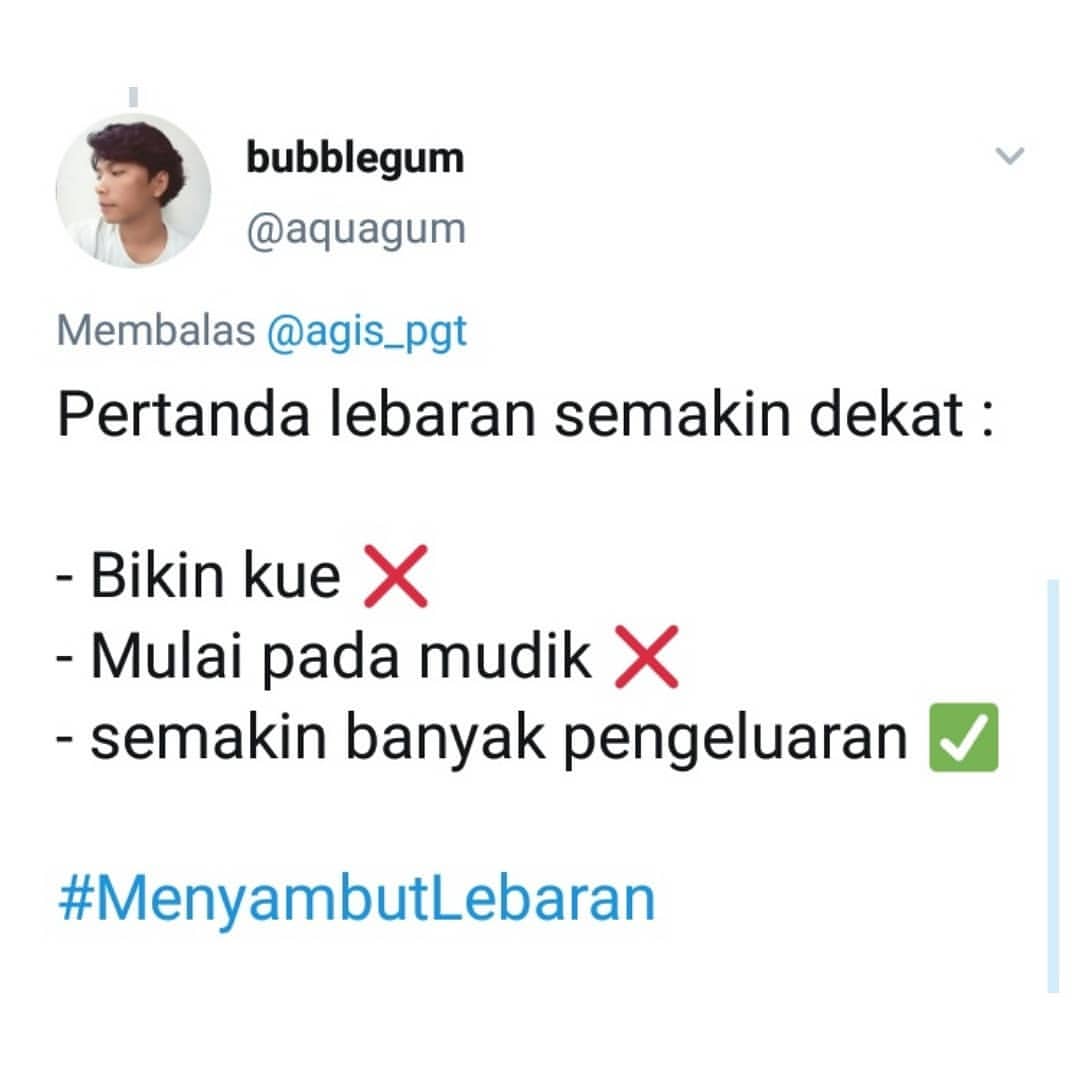 bubblegum
@aquagum
Membalas @agis_pgt
Pertanda lebaran semakin dekat :
- Bikin kue ❌
- Mulai pada mudik ❌
- semakin banyak pengeluaran ✅
#MenyambutLebaran